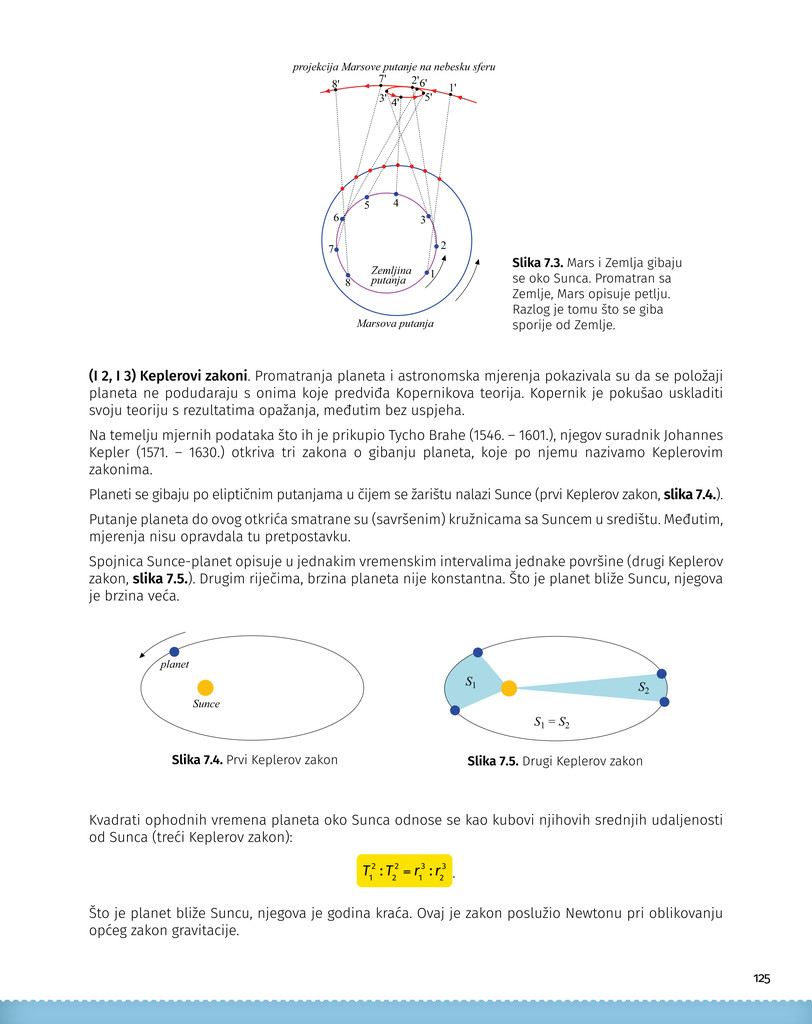 projekcija Marsove putanje na nebesku sferu
8' 7' 2' 6' 1'
3' 4' 5'
5 4
6 3
7 2
8 Zemljina 1
putanja
Marsova putanja
Slika 7.3. Mars i Zemlja gibaju
se oko Sunca. Promatran sa
Zemlje, Mars opisuje petlju.
Razlog je tomu što se giba
sporije od Zemlje.
(I 2, I 3) Keplerovi zakoni. Promatranja planeta i astronomska mjerenja pokazivala su da se položaji
planeta ne podudaraju s onima koje predviđa Kopernikova teorija. Kopernik je pokušao uskladiti
svoju teoriju s rezultatima opažanja, međutim bez uspjeha.
Na temelju mjernih podataka što ih je prikupio Tycho Brahe (1546. – 1601.), njegov suradnik Johannes
Kepler (1571. – 1630.) otkriva tri zakona o gibanju planeta, koje po njemu nazivamo Keplerovim
zakonima.
Planeti se gibaju po eliptičnim putanjama u čijem se žarištu nalazi Sunce (prvi Keplerov zakon, slika 7.4.).
Putanje planeta do ovog otkrića smatrane su (savršenim) kružnicama sa Suncem u središtu. Međutim,
mjerenja nisu opravdala tu pretpostavku.
Spojnica Sunce-planet opisuje u jednakim vremenskim intervalima jednake površine (drugi Keplerov
zakon, slika 7.5.). Drugim riječima, brzina planeta nije konstantna. Što je planet bliže Suncu, njegova
je brzina veća.
planet
Sunce
S₁
S₂
S₁ = S₂
Slika 7.4. Prvi Keplerov zakon
Slika 7.5. Drugi Keplerov zakon
Kvadrati ophodnih vremena planeta oko Sunca odnose se kao kubovi njihovih srednjih udaljenosti
od Sunca (treći Keplerov zakon):
T₁² : T₂² = r₁³ : r₂³ .
Što je planet bliže Suncu, njegova je godina kraća. Ovaj je zakon poslužio Newtonu pri oblikovanju
općeg zakon gravitacije.
125